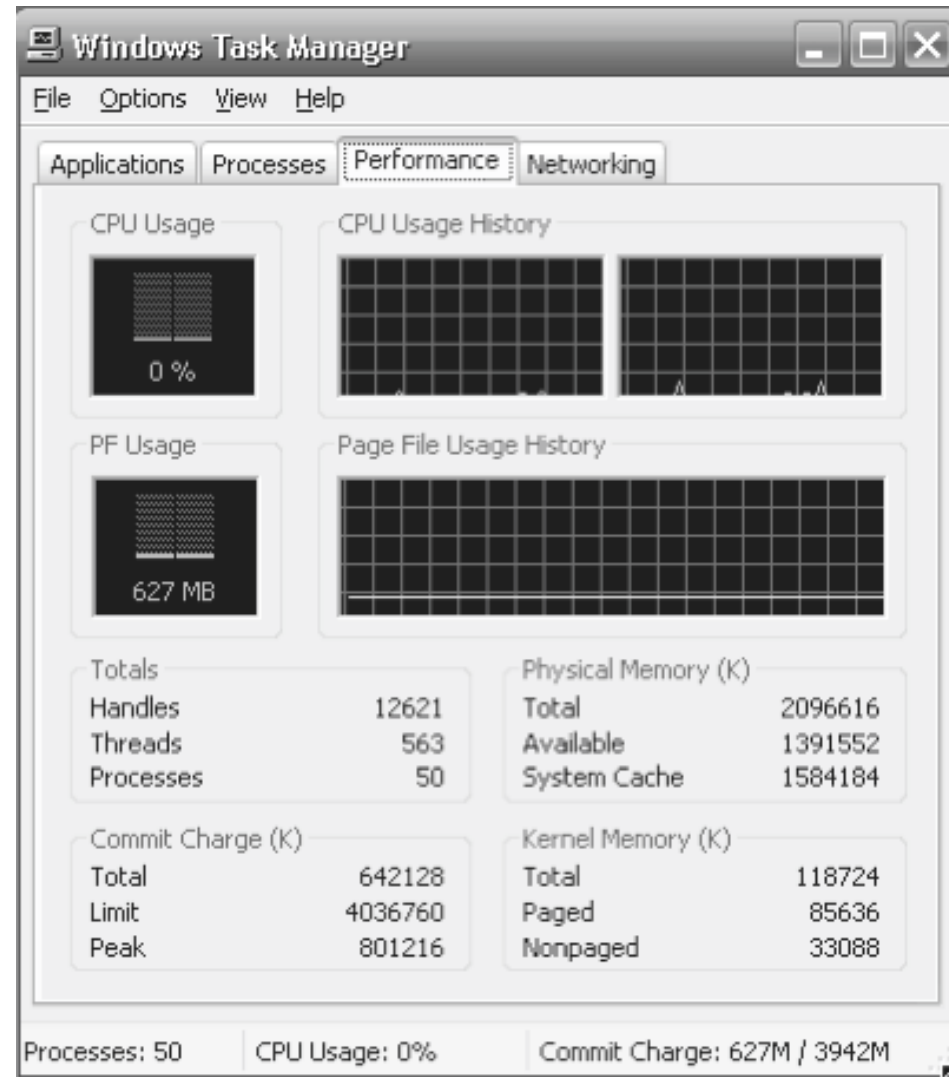 Windows Task Manager
File Options View Help
Applications Processes Performance Networking
CPU Usage CPU Usage History
0 %
PF Usage Page File Usage History
627 MB
Totals Physical Memory (K)
Handles 12621 Total 2096616
Threads 563 Available 1391552
Processes 50 System Cache 1584184
Commit Charge (K) Kernel Memory (K)
Total 642128 Total 118724
Limit 4036760 Paged 85636
Peak 801216 Nonpaged 33088
Processes: 50 CPU Usage: 0% Commit Charge: 627M / 3942M